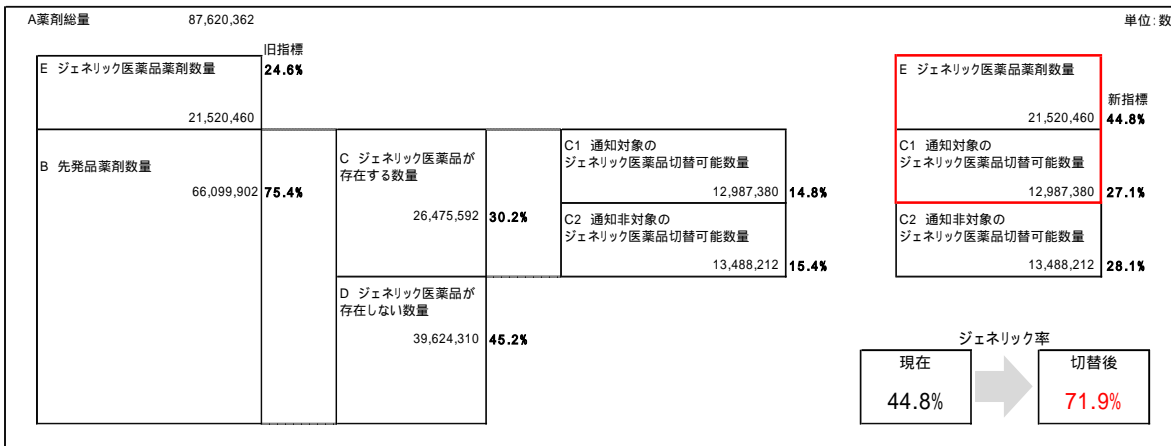 A薬剤総量 87,620,362
単位:数
旧指標
E ジェネリック医薬品薬剤数量 24.6%
21,520,460
B 先発品薬剤数量
66,099,902 75.4%
C ジェネリック医薬品が
存在する数量
26,475,592 30.2%
D ジェネリック医薬品が
存在しない数量
39,624,310 45.2%
C1 通知対象の
ジェネリック医薬品切替可能数量
12,987,380 14.8%
C2 通知非対象の
ジェネリック医薬品切替可能数量
13,488,212 15.4%
E ジェネリック医薬品薬剤数量
新指標
21,520,460 44.8%
C1 通知対象の
ジェネリック医薬品切替可能数量
12,987,380 27.1%
C2 通知非対象の
ジェネリック医薬品切替可能数量
13,488,212 28.1%
ジェネリック率
現在
44.8%
切替後
71.9%